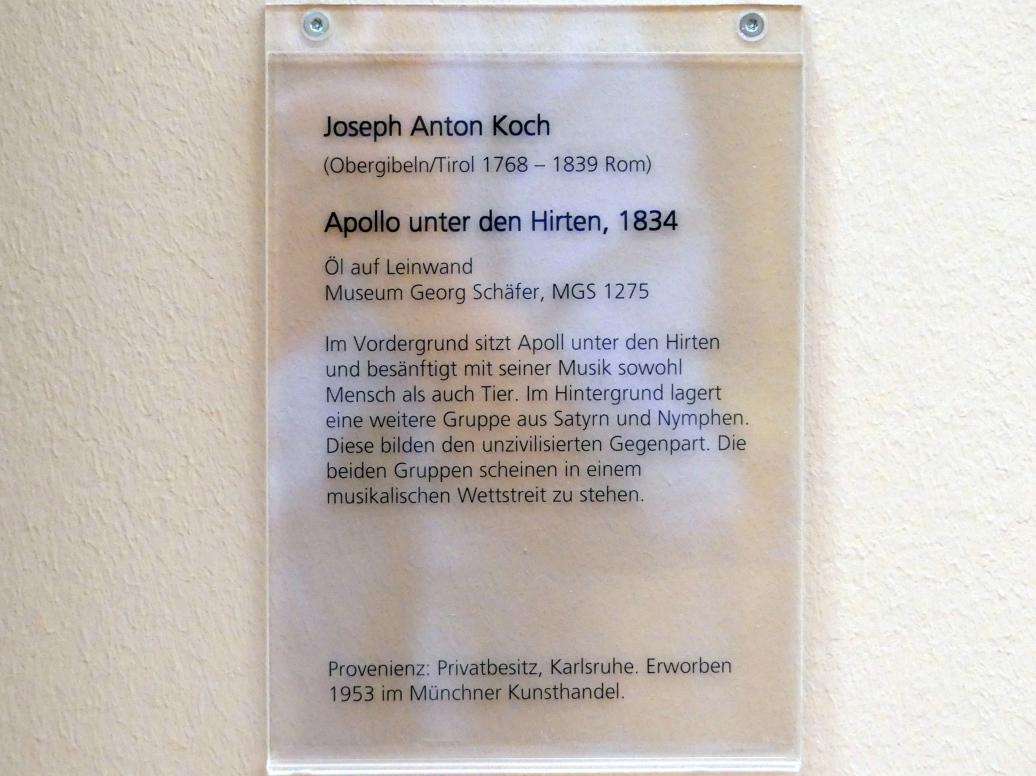 Joseph Anton Koch
(Obergibeln/Tirol 1768 – 1839 Rom)
Apollo unter den Hirten, 1834
Öl auf Leinwand
Museum Georg Schäfer, MGS 1275
Im Vordergrund sitzt Apoll unter den Hirten
und besänftigt mit seiner Musik sowohl
Mensch als auch Tier. Im Hintergrund lagert
eine weitere Gruppe aus Satyrn und Nymphen.
Diese bilden den unzivilisierten Gegenpart. Die
beiden Gruppen scheinen in einem
musikalischen Wettstreit zu stehen.
Provenienz: Privatbesitz, Karlsruhe. Erworben
1953 im Münchner Kunsthandel.